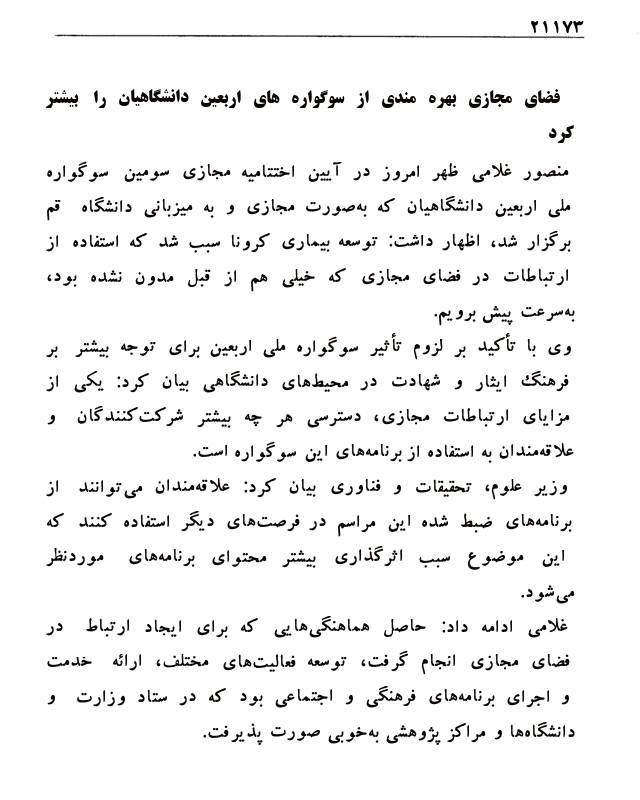 ۲۱۱۷۳
فضای مجازی بهره مندی از سوگواره های اربعین دانشگاهیان را بیشتر
کرد
منصور غلامی ظهر امروز در آیین اختتامیه مجازی سومین سوگواره
ملی اربعین دانشگاهیان که به‌صورت مجازی و به میزبانی دانشگاه قم
برگزار شد، اظهار داشت: توسعه بیماری کرونا سبب شد که استفاده از
ارتباطات در فضای مجازی که خیلی هم از قبل مدون نشده بود،
به‌سرعت پیش برویم.
وی با تأکید بر لزوم تأثیر سوگواره ملی اربعین برای توجه بیشتر بر
فرهنگ ایثار و شهادت در محیط‌های دانشگاهی بیان کرد: یکی از
مزایای ارتباطات مجازی، دسترسی هر چه بیشتر شرکت‌کنندگان و
علاقه‌مندان به استفاده از برنامه‌های این سوگواره است.
وزیر علوم، تحقیقات و فناوری بیان کرد: علاقه‌مندان می‌توانند از
برنامه‌های ضبط شده این مراسم در فرصت‌های دیگر استفاده کنند که
این موضوع سبب اثرگذاری بیشتر محتوای برنامه‌های موردنظر
می‌شود.
غلامی ادامه داد: حاصل هماهنگی‌هایی که برای ایجاد ارتباط در
فضای مجازی انجام گرفت، توسعه فعالیت‌های مختلف، ارائه خدمت
و اجرای برنامه‌های فرهنگی و اجتماعی بود که در ستاد وزارت و
دانشگاه‌ها و مراکز پژوهشی به‌خوبی صورت پذیرفت.